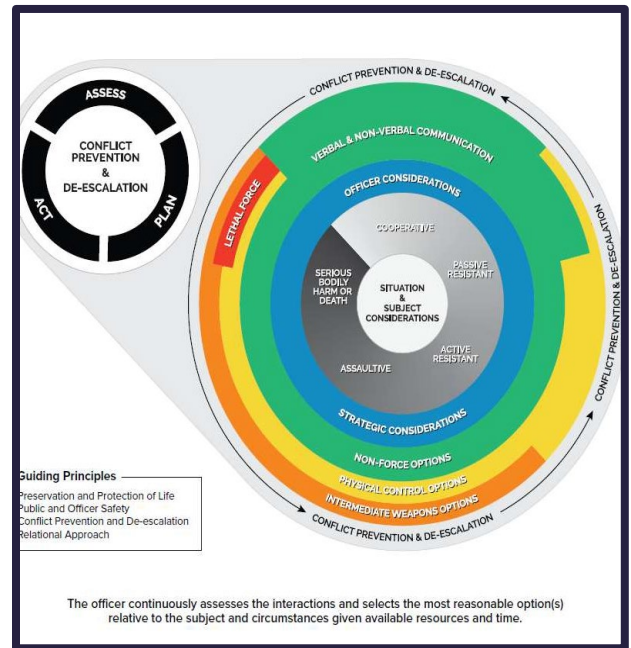 ASSESS
PLAN
ACT
CONFLICT
PREVENTION
&
DE-ESCALATION
CONFLICT PREVENTION & DE-ESCALATION
VERBAL & NON-VERBAL COMMUNICATION
OFFICER CONSIDERATIONS
LETHAL FORCE
COOPERATIVE
PASSIVE
RESISTANT
SERIOUS
BODILY
HARM OR
DEATH
SITUATION
&
SUBJECT
CONSIDERATIONS
ACTIVE
RESISTANT
ASSAULTIVE
CONFLICT PREVENTION & DE-ESCALATION
STRATEGIC CONSIDERATIONS
NON-FORCE OPTIONS
PHYSICAL CONTROL OPTIONS
INTERMEDIATE WEAPONS OPTIONS
CONFLICT PREVENTION & DE-ESCALATION
Guiding Principles
Preservation and Protection of Life
Public and Officer Safety
Conflict Prevention and De-escalation
Relational Approach
The officer continuously assesses the interactions and selects the most reasonable option(s)
relative to the subject and circumstances given available resources and time.